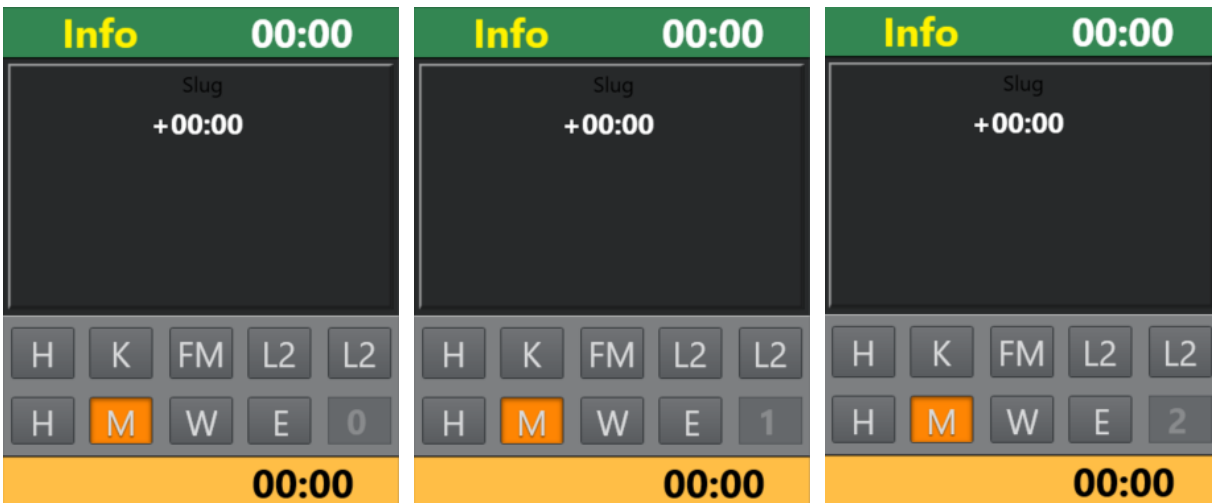 Info 00:00
Slug
+00:00
H K FM L2 L2
H M W E 0
00:00
Info 00:00
Slug
+00:00
H K FM L2 L2
H M W E 1
00:00
Info 00:00
Slug
+00:00
H K FM L2 L2
H M W E 2
00:00